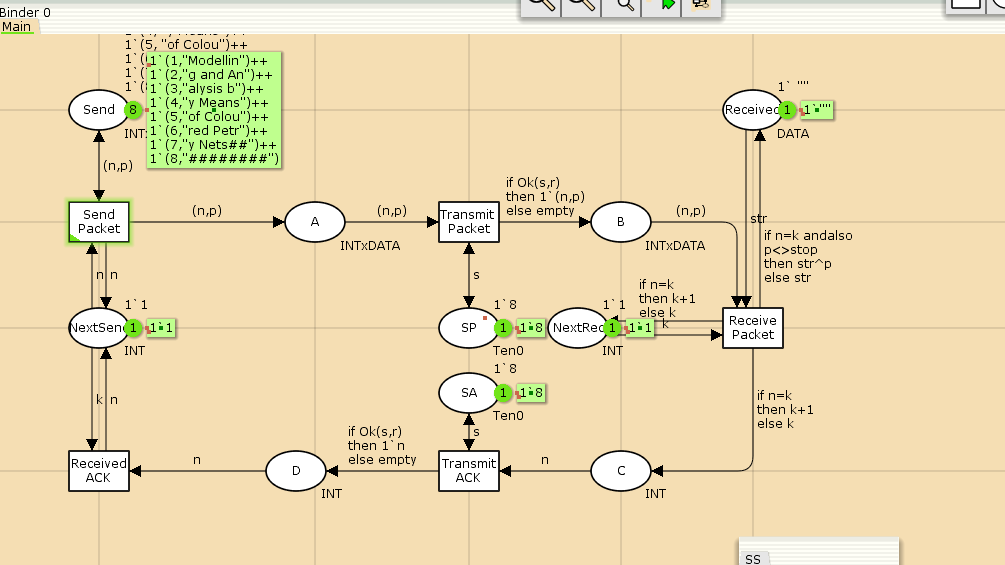 Binder 0
Main
1`(5, "of Colou")++
1`(1,"Modellin")++
1`(2,"g and An")++
1`(3,"alysis b")++
1`(4,"y Means")++
1`(5,"of Colou")++
1`(6,"red Petr")++
1`(7,"y Nets##")++
1`(8,"########")
Send
8
1` ""
Received
1
1`""
DATA
(n,p)
str
if n=k andalso
p<>stop
then str^p
else str
Send
Packet
(n,p)
A
INTxDATA
(n,p)
Transmit
Packet
if Ok(s,r)
then 1`(n,p)
else empty
B
INTxDATA
(n,p)
n
n
s
if n=k
then k+1
else k
k
1`1
NextSend
1
1`1
INT
1`8
SP
1
1`8
Ten0
1`1
NextRec
1
1`1
INT
Receive
Packet
1`8
SA
1
1`8
Ten0
k
n
s
if n=k
then k+1
else k
Received
ACK
n
D
INT
if Ok(s,r)
then 1`n
else empty
Transmit
ACK
n
C
INT
SS